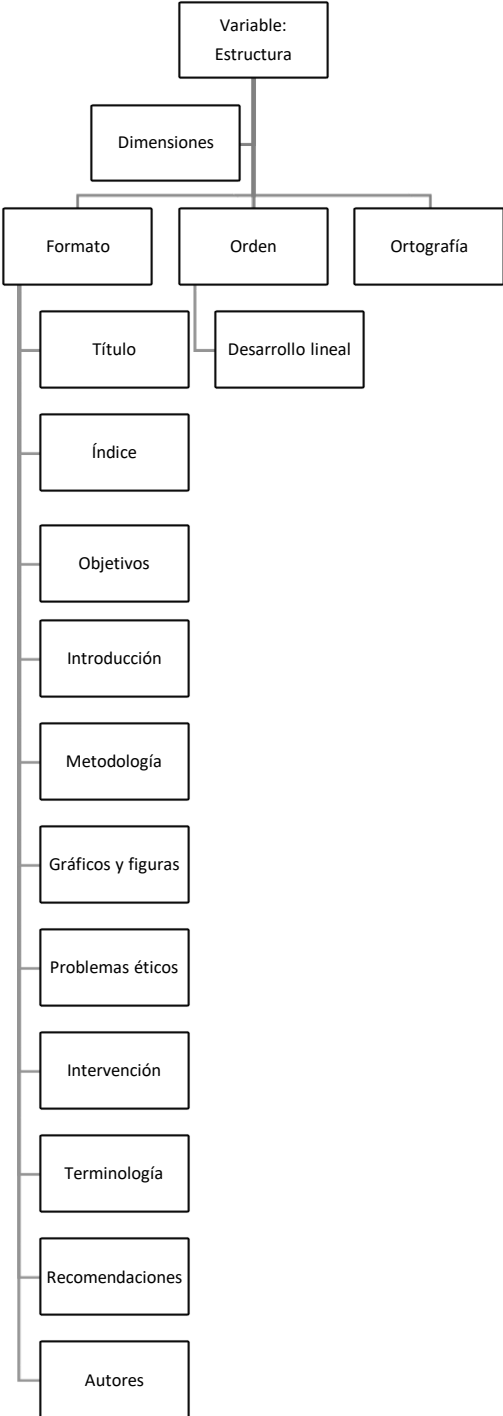 Variable:
Estructura
Dimensiones
Formato
Orden
Ortografía
Título
Desarrollo lineal
Índice
Objetivos
Introducción
Metodología
Gráficos y figuras
Problemas éticos
Intervención
Terminología
Recomendaciones
Autores